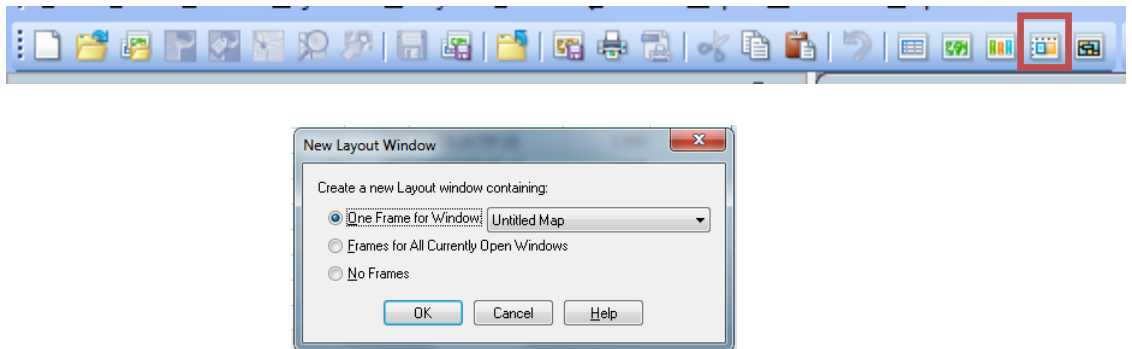 New Layout Window
Create a new Layout window containing:
One Frame for Window: Untitled Map
Frames for All Currently Open Windows
No Frames
OK Cancel Help